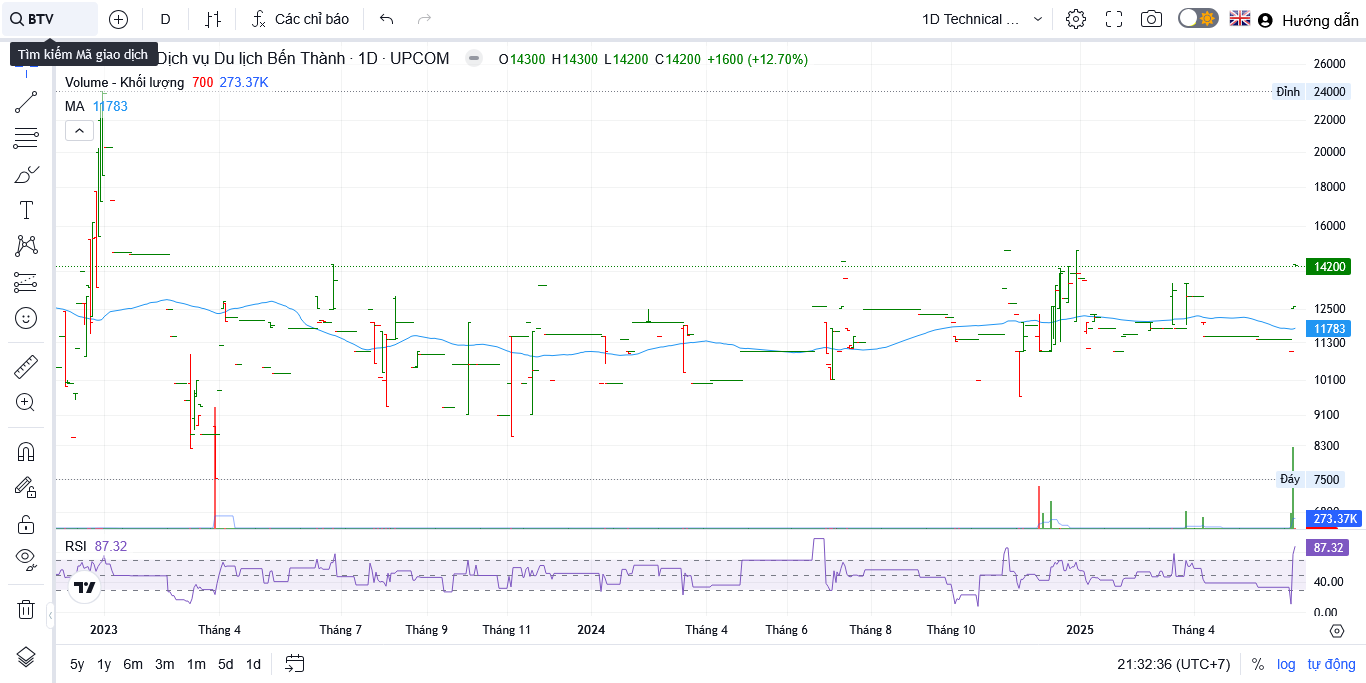 BTV
D
Các chỉ báo
1D Technical ...
Hướng dẫn
Tìm kiếm Mã giao dịch
Dịch vụ Du lịch Bến Thành · 1D · UPCOM
O14300 H14300 L14200 C14200 +1600 (+12.70%)
Volume - Khối lượng 700 273.37K
MA 11783
26000
Đỉnh 24000
22000
20000
18000
16000
14200
12500
11783
11300
10100
9100
8300
Đáy 7500
273.37K
RSI 87.32
87.32
40.00
0.00
2023 Tháng 4 Tháng 7 Tháng 9 Tháng 11 2024 Tháng 4 Tháng 6 Tháng 8 Tháng 10 2025 Tháng 4
5y 1y 6m 3m 1m 5d 1d
21:32:36 (UTC+7) % log tự động